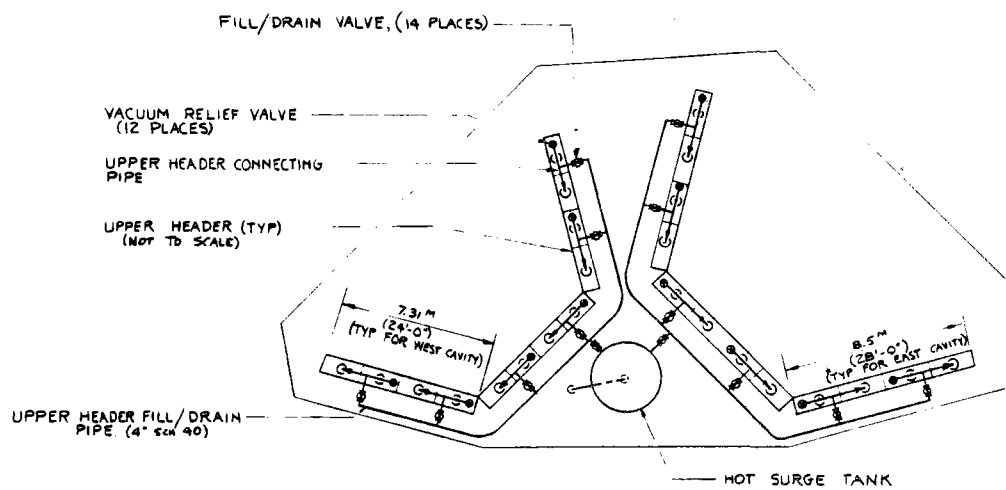 FILL/DRAIN VALVE, (14 PLACES)
VACUUM RELIEF VALVE
(12 PLACES)
UPPER HEADER CONNECTING
PIPE
UPPER HEADER (TYP)
(NOT TO SCALE)
7.31 M
(24'-0")
(TYP FOR WEST CAVITY)
8.5 M
(28'-0")
(TYP FOR EAST CAVITY)
UPPER HEADER FILL/DRAIN
PIPE. (4" SCH 40)
HOT SURGE TANK